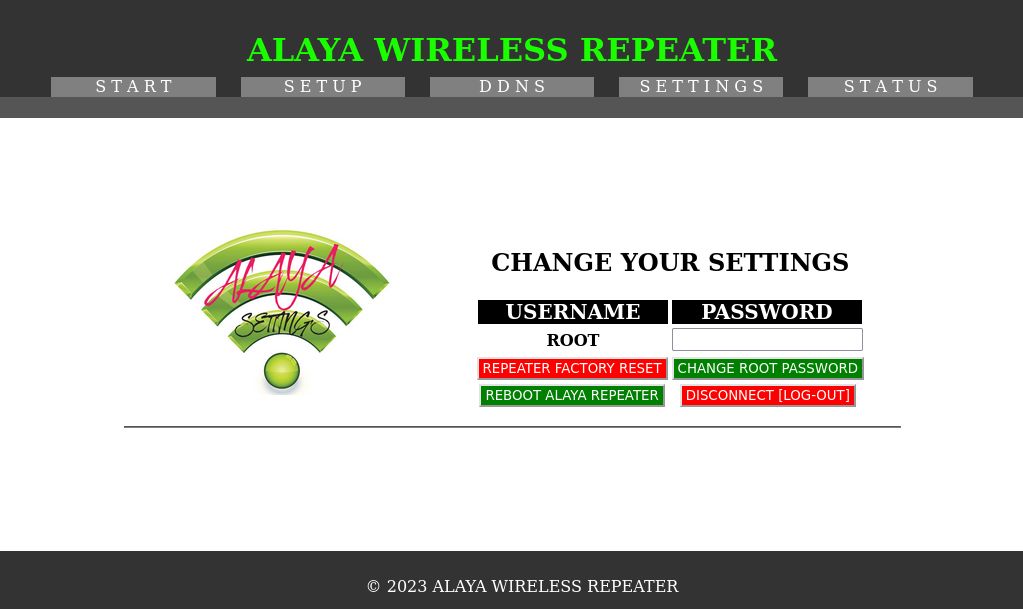 ALAYA WIRELESS REPEATER
START SETUP DDNS SETTINGS STATUS
ALAYA
SETTINGS
CHANGE YOUR SETTINGS
USERNAME PASSWORD
ROOT
REPEATER FACTORY RESET CHANGE ROOT PASSWORD
REBOOT ALAYA REPEATER DISCONNECT [LOG-OUT]
© 2023 ALAYA WIRELESS REPEATER